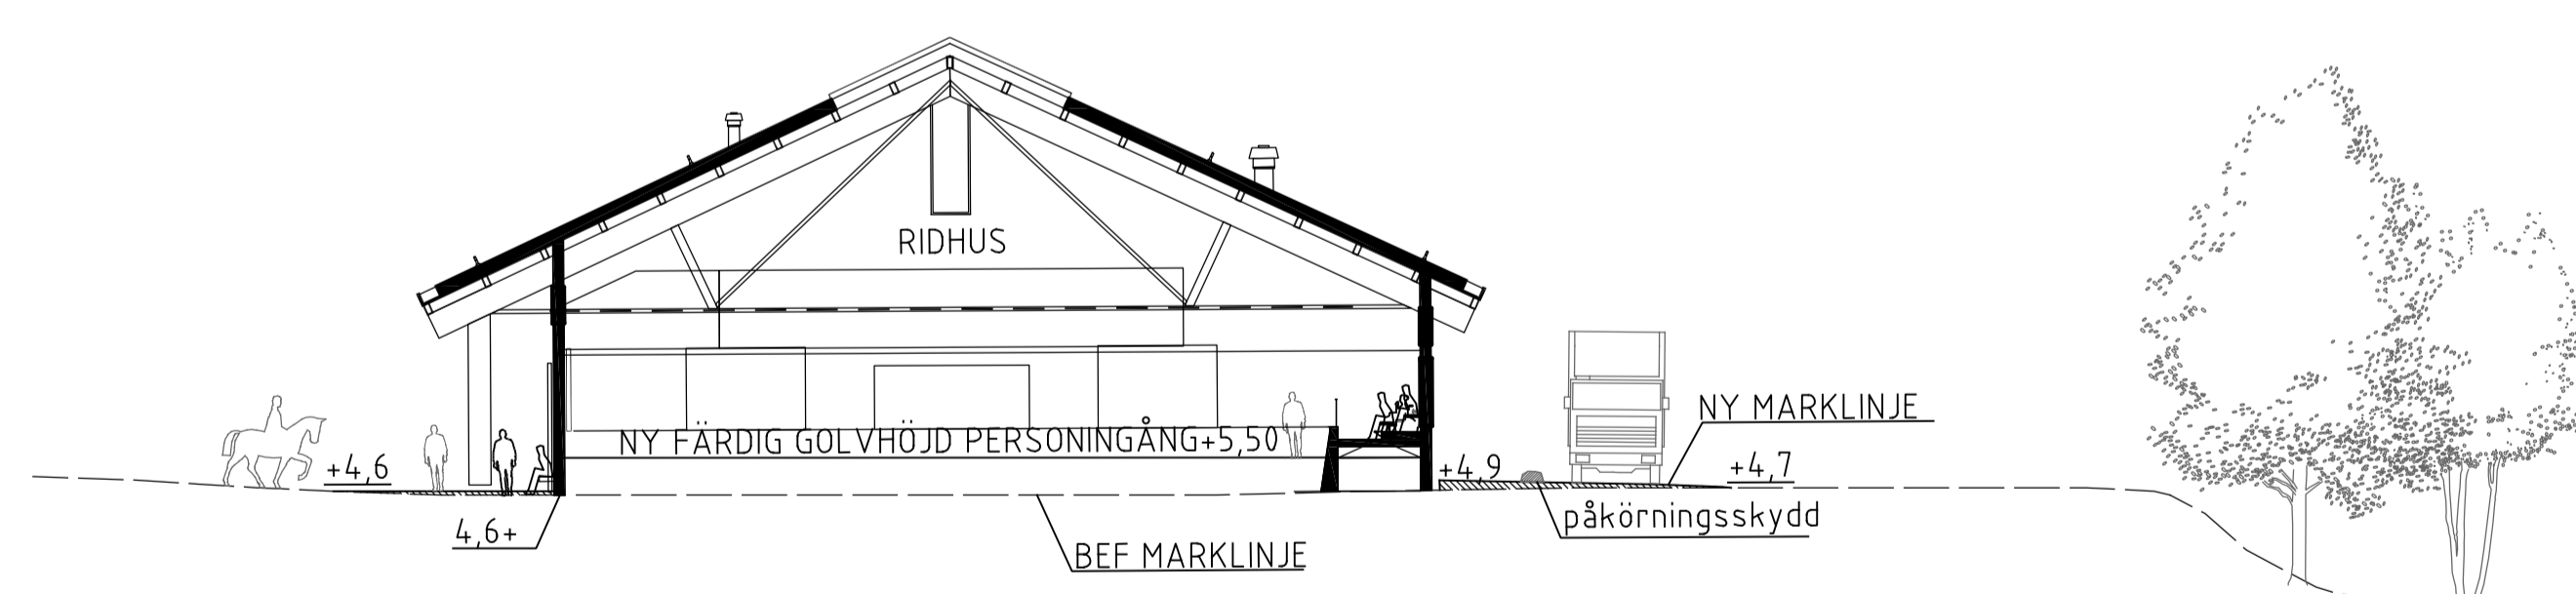 RIDHUS
NY MARKLINJE
NY FÄRDIG GOLVHÖJD PERSONINGÅNG+5,50
+4,6
+4,9
+4,7
4,6+
påkörningsskydd
BEF MARKLINJE